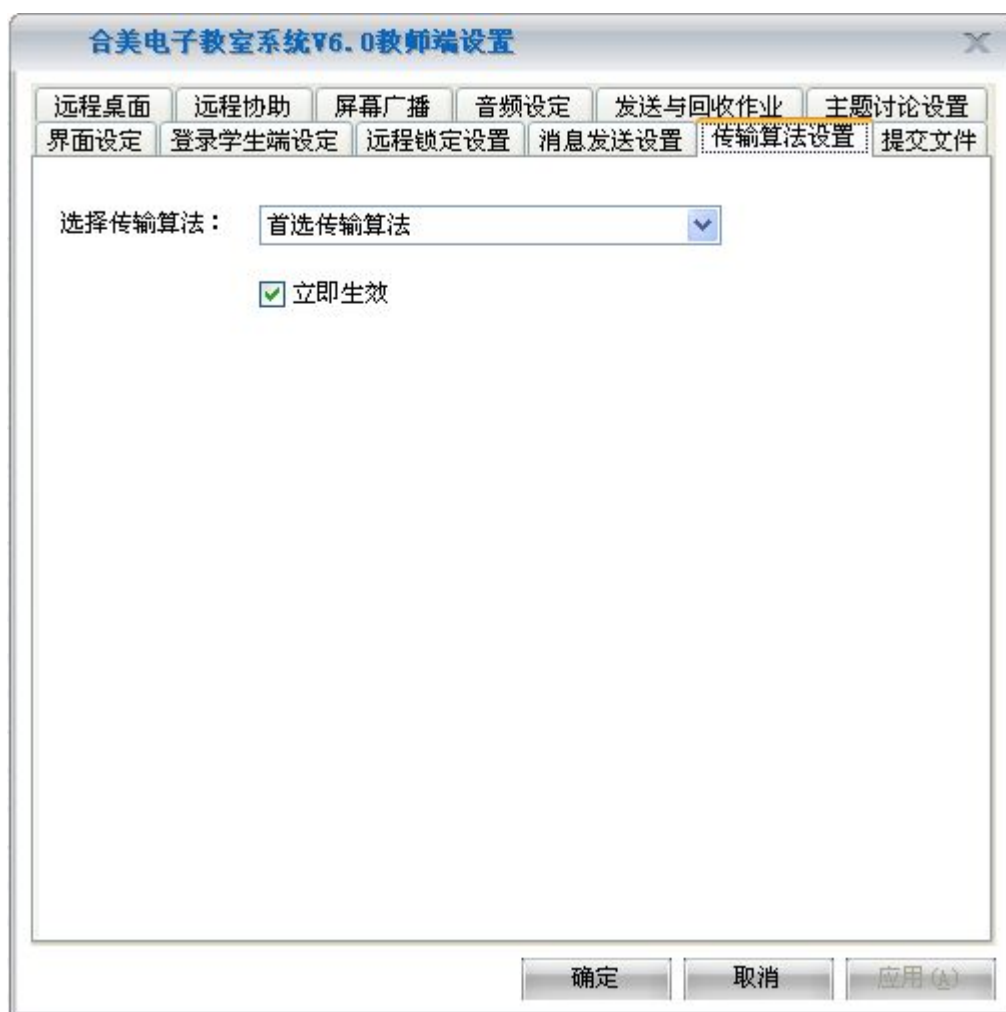 合美电子教室系统V6.0教师端设置
远程桌面 远程协助 屏幕广播 音频设定 发送与回收作业 主题讨论设置
界面设定 登录学生端设定 远程锁定设置 消息发送设置 传输算法设置 提交文件
选择传输算法： 首选传输算法
立即生效
确定 取消 应用(A)